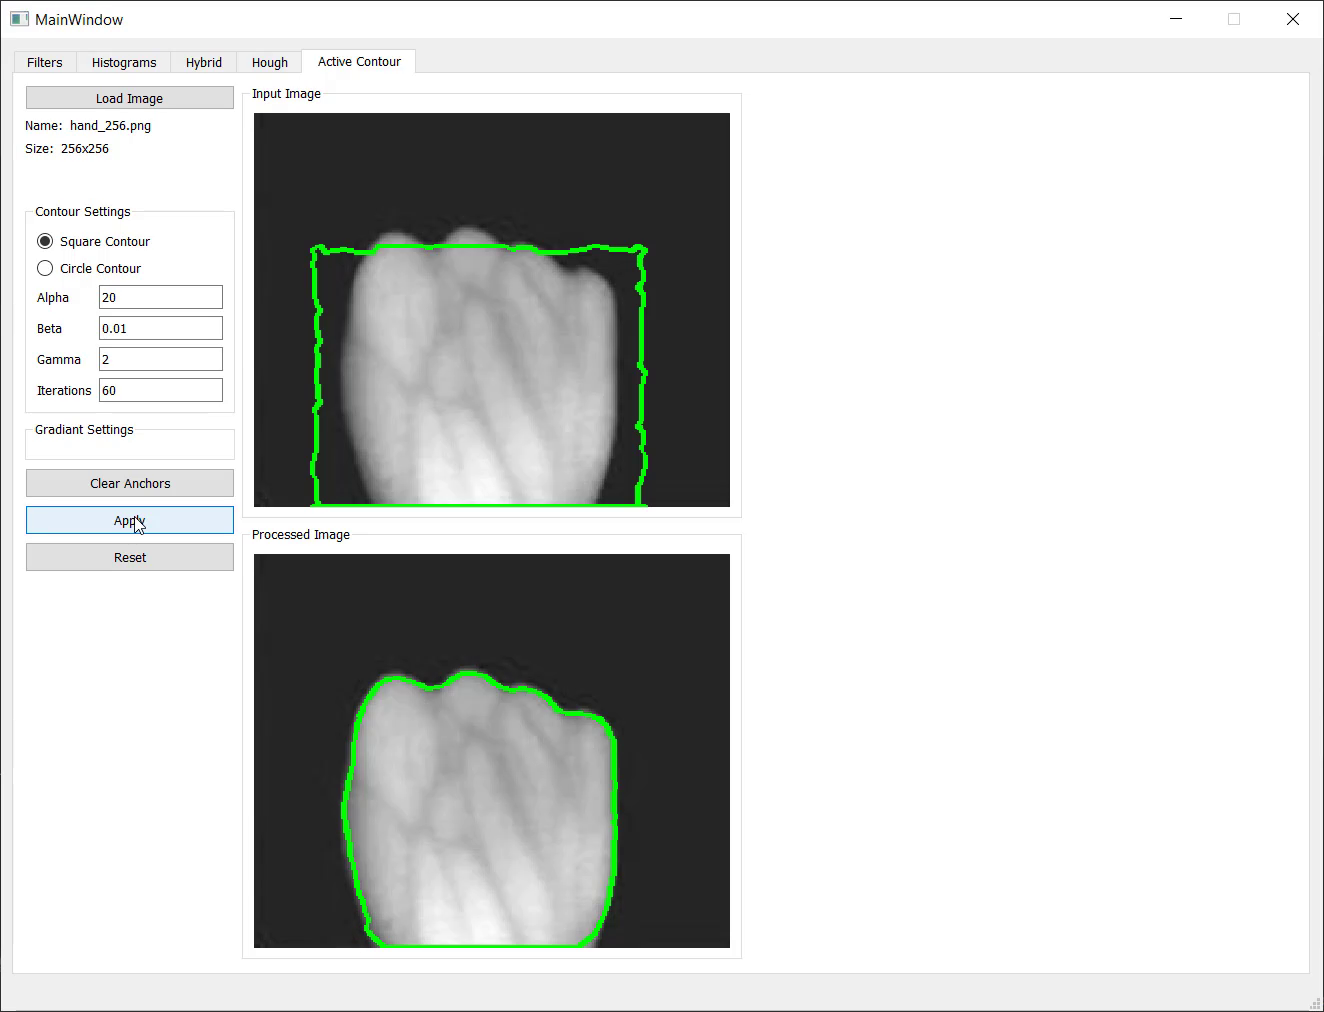 MainWindow
Filters
Histograms
Hybrid
Hough
Active Contour
Load Image
Name: hand_256.png
Size: 256x256
Contour Settings
Square Contour
Circle Contour
Alpha 20
Beta 0.01
Gamma 2
Iterations 60
Gradiant Settings
Clear Anchors
Apply
Reset
Input Image
Processed Image